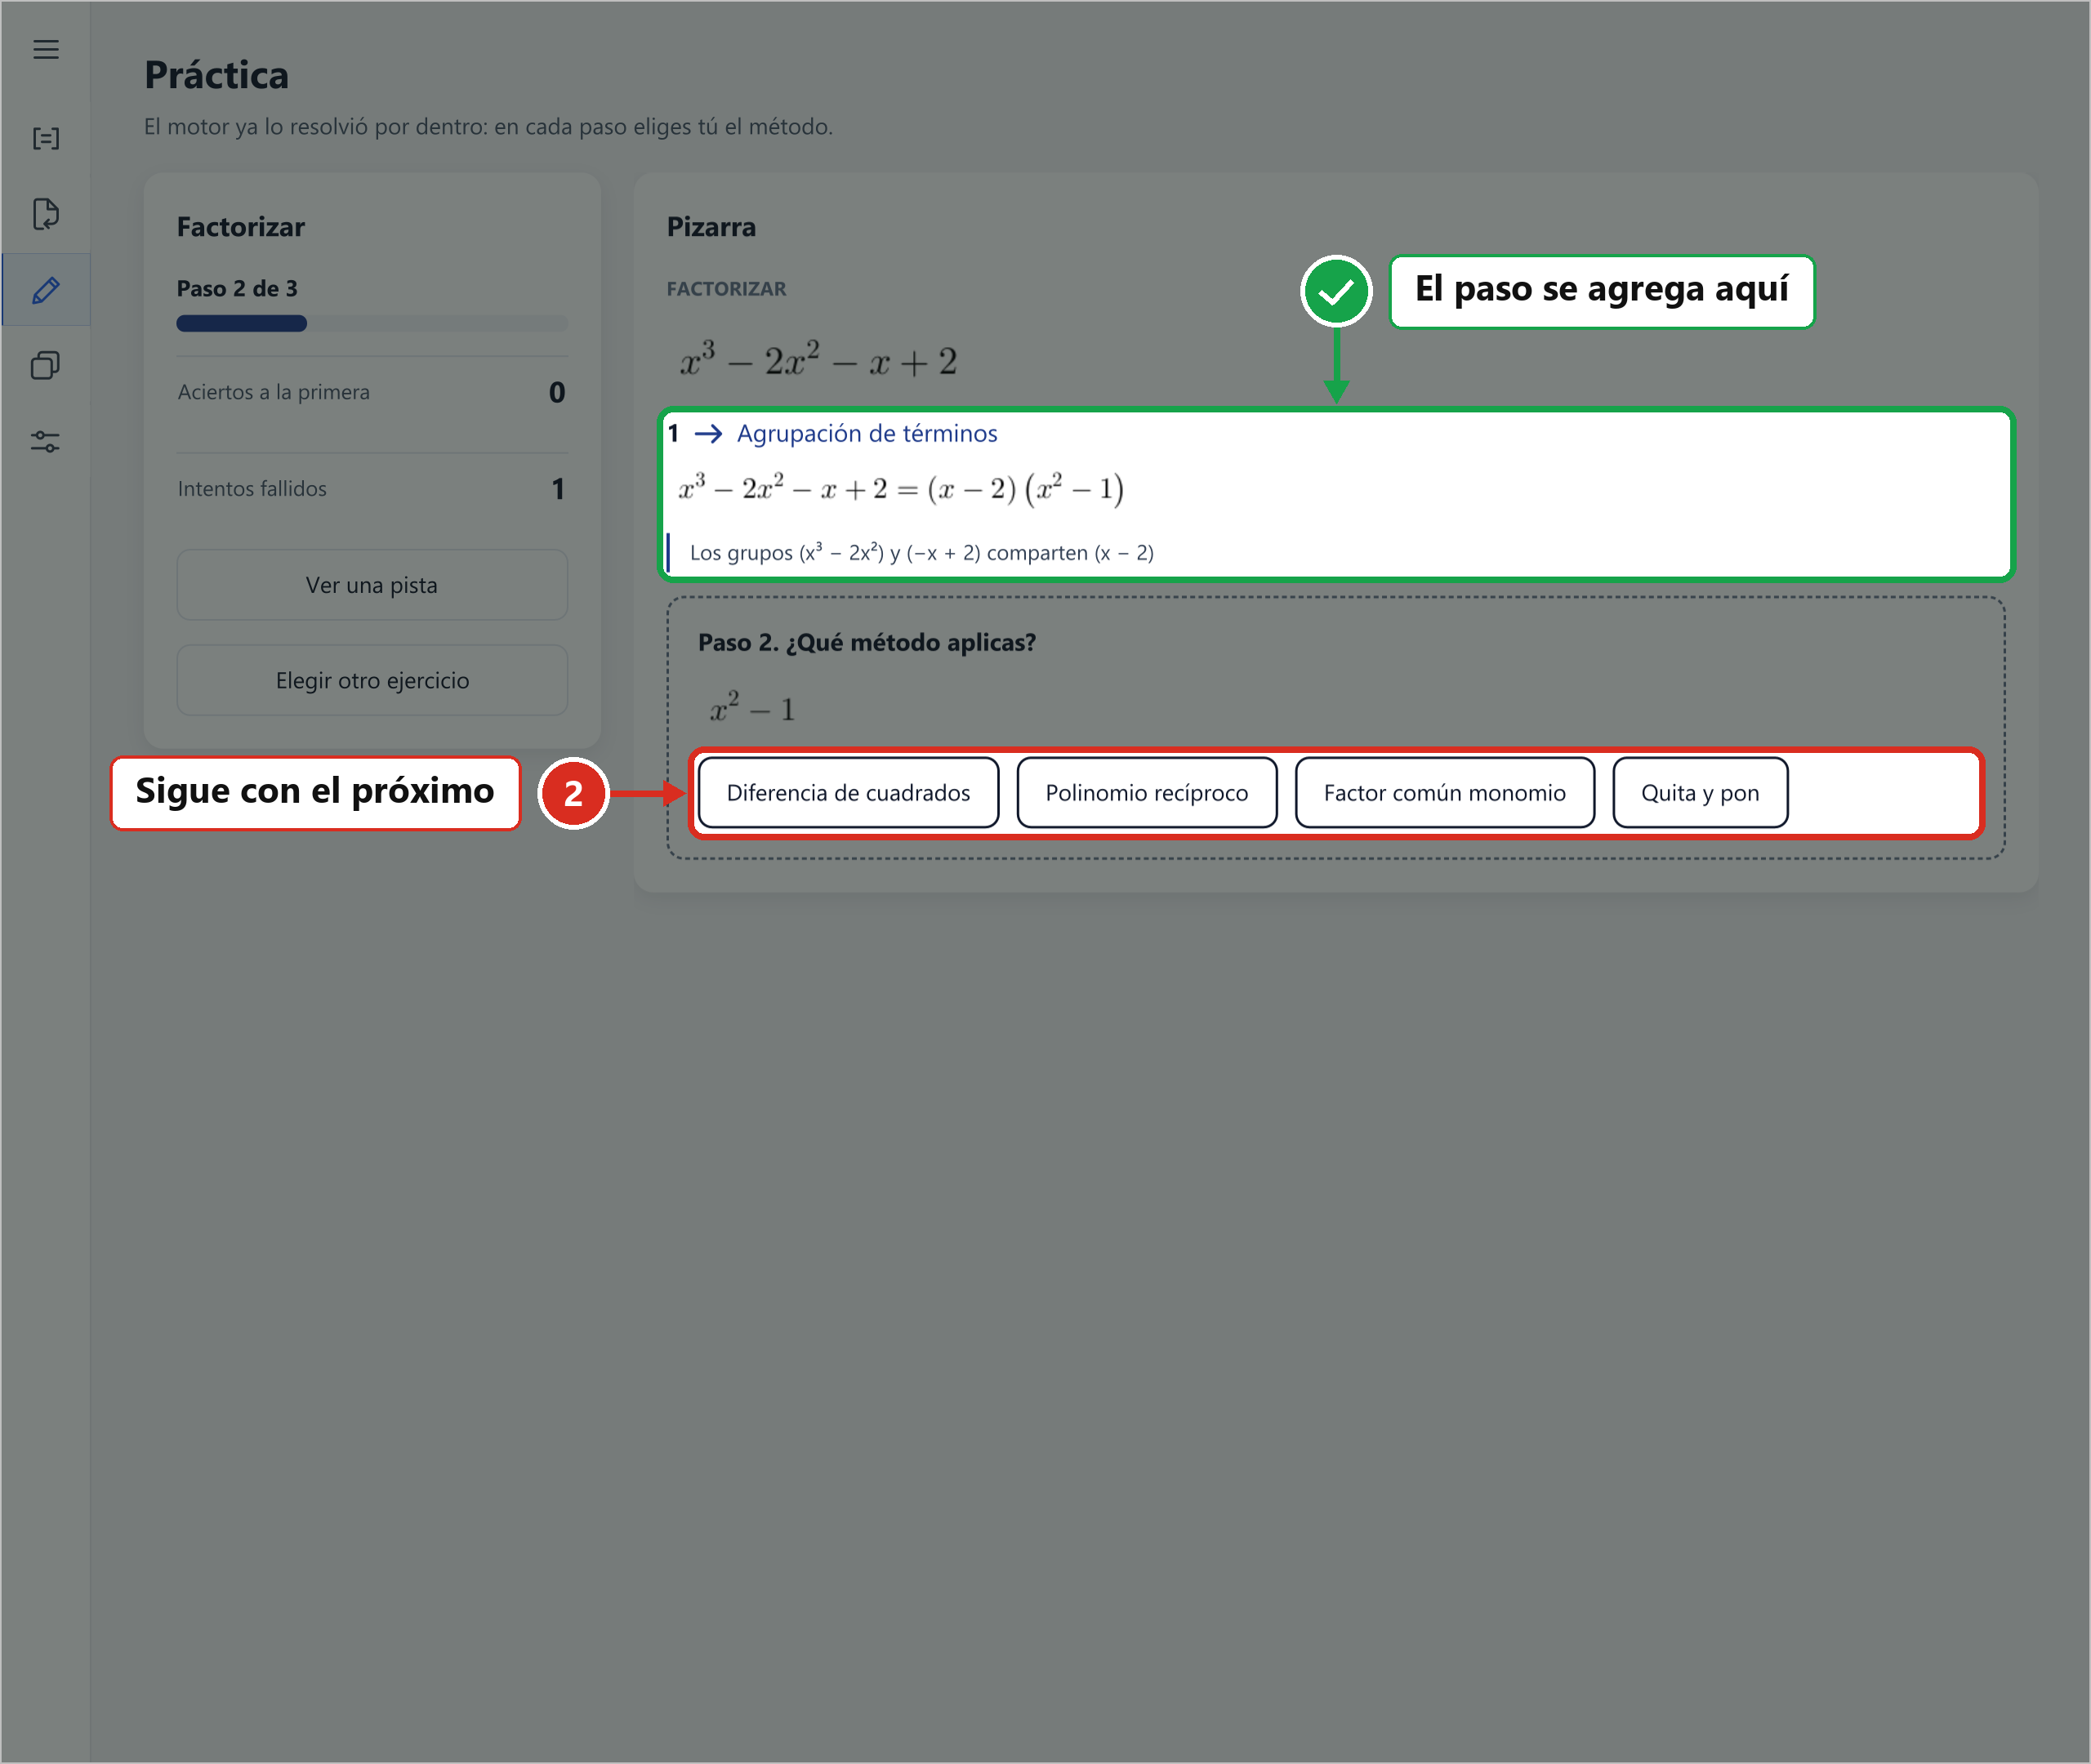 Práctica
El motor ya lo resolvió por dentro: en cada paso eliges tú el método.
Factorizar
Paso 2 de 3
Aciertos a la primera 0
Intentos fallidos 1
Ver una pista
Elegir otro ejercicio
Pizarra
FACTORIZAR
El paso se agrega aquí
x³ − 2x² − x + 2
1 → Agrupación de términos
x³ − 2x² − x + 2 = (x − 2) (x² − 1)
Los grupos (x³ − 2x²) y (−x + 2) comparten (x − 2)
Paso 2. ¿Qué método aplicas?
x² − 1
Sigue con el próximo 2
Diferencia de cuadrados
Polinomio recíproco
Factor común monomio
Quita y pon